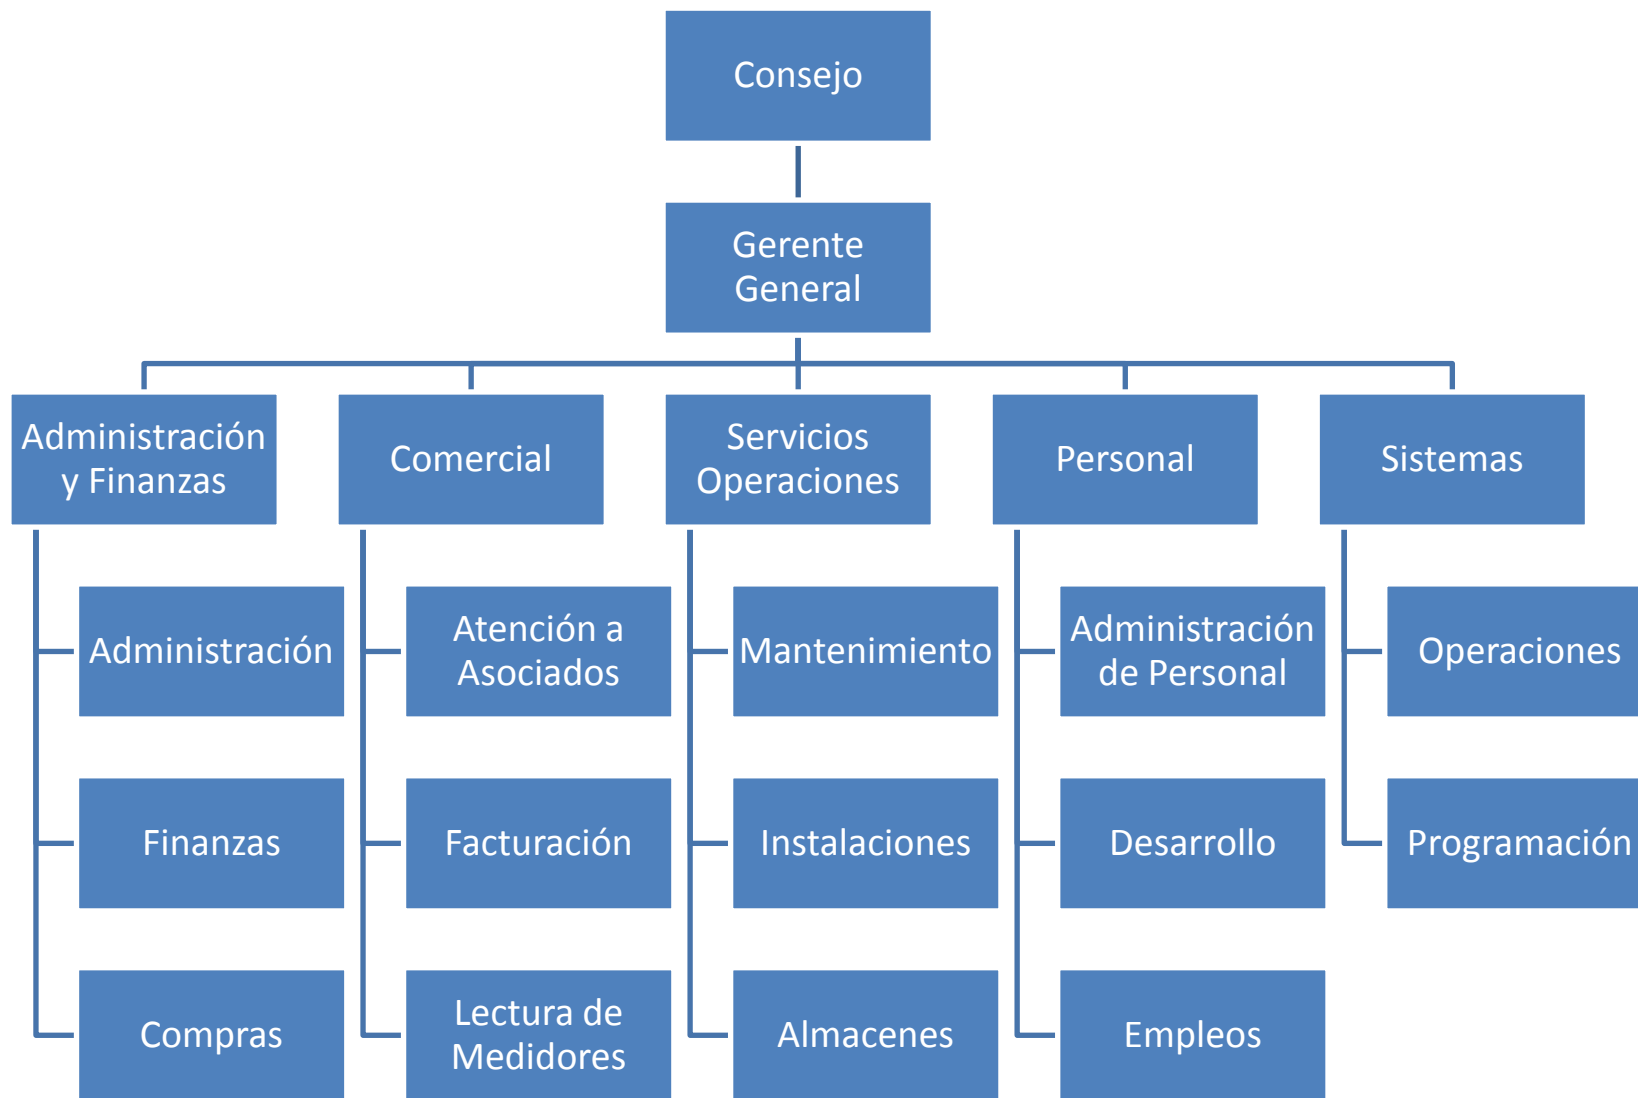 Consejo
Gerente
General
Administración
y Finanzas
Comercial
Servicios
Operaciones
Personal
Sistemas
Administración
Atención a
Asociados
Mantenimiento
Administración
de Personal
Operaciones
Finanzas
Facturación
Instalaciones
Desarrollo
Programación
Compras
Lectura de
Medidores
Almacenes
Empleos